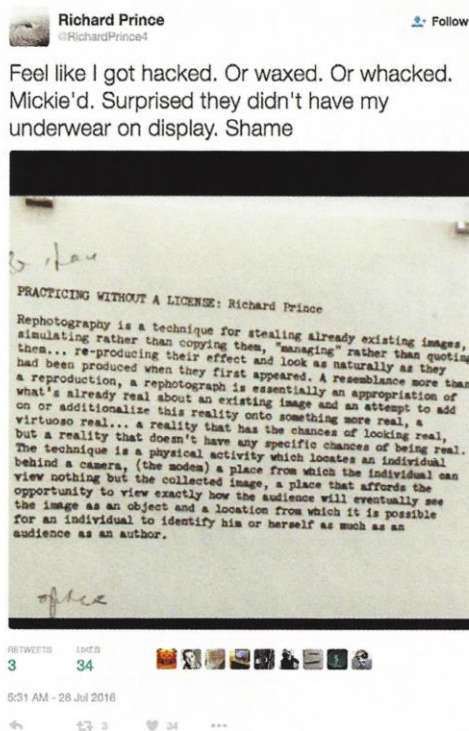 Richard Prince
@RichardPrince4
Follow
Feel like I got hacked. Or waxed. Or whacked.
Mickie'd. Surprised they didn't have my
underwear on display. Shame
PRACTICING WITHOUT A LICENSE: Richard Prince
Rephotography is a technique for stealing already existing images,
simulating rather than copying them, "managing" rather than quoting
them... re-producing their effect and look as naturally as they
had been produced when they first appeared. A resemblance more than
a reproduction, a rephotograph is essentially an appropriation of
what's already real about an existing image and an attempt to add
on or additionalize this reality onto something more real, a
virtuoso real... a reality that has the chances of looking real,
but a reality that doesn't have any specific chances of being real.
The technique is a physical activity which locates an individual
behind a camera, (the modem) a place from which the individual can
view nothing but the collected image, a place that affords the
opportunity to view exactly how the audience will eventually see
the image as an object and a location from which it is possible
for an individual to identify him or herself as much as an
audience as an author.
RETWEETS LIKES
3 34
5:31 AM - 28 Jul 2016
3 34